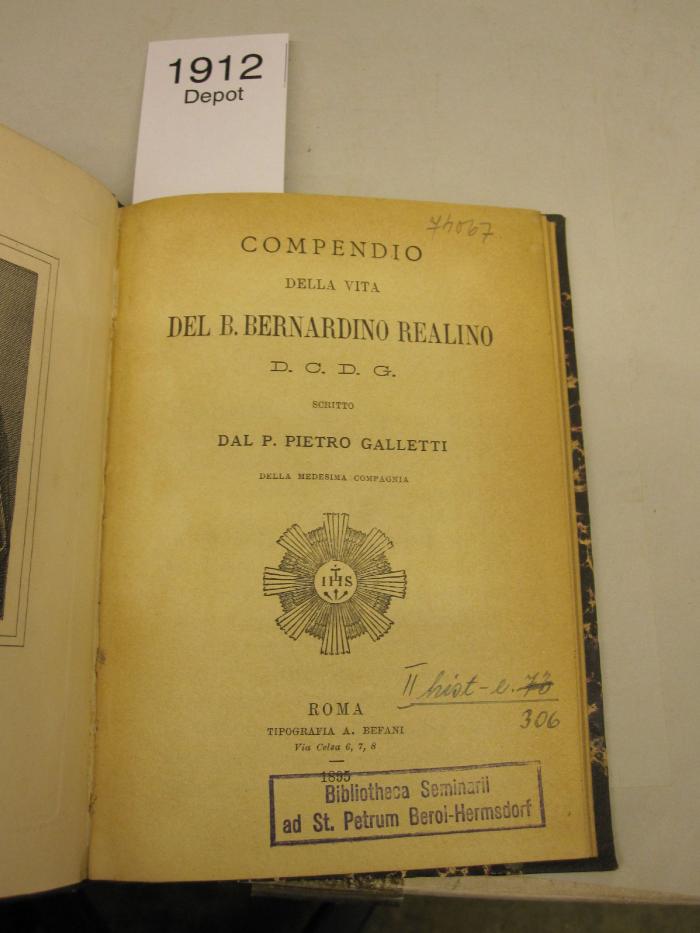 1912
Depot
74067
COMPENDIO
DELLA VITA
DEL B. BERNARDINO REALINO
D. C. D. G.
SCRITTO
DAL P. PIETRO GALLETTI
DELLA MEDESIMA COMPAGNIA
IHS
II hist-e. 78
306
ROMA
TIPOGRAFIA A. BEFANI
Via Celsa 6, 7, 8
1895
Bibliotheca Seminarii
ad St. Petrum Beroi-Hermsdorf